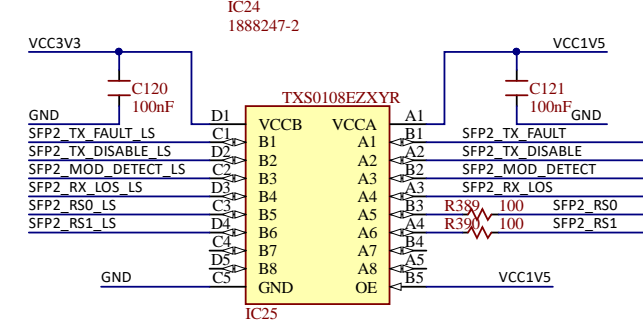 IC24
1888247-2
VCC3V3
VCC1V5
C120
100nF
C121
100nF
TXS0108EZXYR
GND
GND
D1 VCCB VCCA A1
SFP2_TX_FAULT_LS C1 B1 A1 B1 SFP2_TX_FAULT
SFP2_TX_DISABLE_LS D2 B2 A2 A2 SFP2_TX_DISABLE
SFP2_MOD_DETECT_LS C2 B3 A3 B2 SFP2_MOD_DETECT
SFP2_RX_LOS_LS D3 B4 A4 A3 SFP2_RX_LOS
SFP2_RS0_LS C3 B5 A5 B3 R389 100 SFP2_RS0
SFP2_RS1_LS D4 B6 A6 A4 R390 100 SFP2_RS1
C4 B7 A7 B4
D5 B8 A8 A5
GND C5 GND OE B5 VCC1V5
IC25